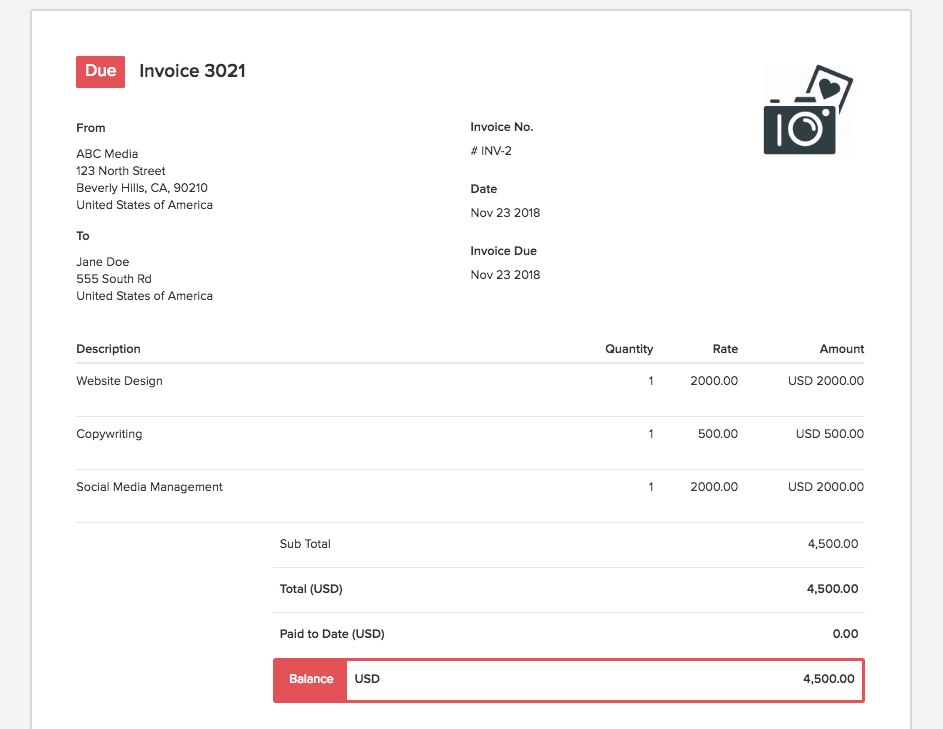 Due Invoice 3021
From
ABC Media
123 North Street
Beverly Hills, CA, 90210
United States of America
To
Jane Doe
555 South Rd
United States of America
Invoice No.
# INV-2
Date
Nov 23 2018
Invoice Due
Nov 23 2018
Description Quantity Rate Amount
Website Design 1 2000.00 USD 2000.00
Copywriting 1 500.00 USD 500.00
Social Media Management 1 2000.00 USD 2000.00
Sub Total 4,500.00
Total (USD) 4,500.00
Paid to Date (USD) 0.00
Balance USD 4,500.00